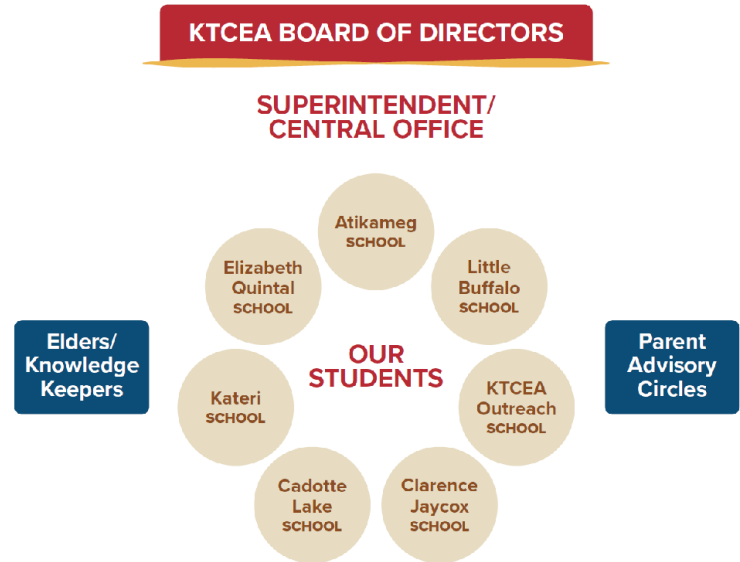 KTCEA BOARD OF DIRECTORS
SUPERINTENDENT/
CENTRAL OFFICE
Atikameg
SCHOOL
Elizabeth
Quintal
SCHOOL
Little
Buffalo
SCHOOL
Elders/
Knowledge
Keepers
OUR
STUDENTS
Parent
Advisory
Circles
Kateri
SCHOOL
KTCEA
Outreach
SCHOOL
Cadotte
Lake
SCHOOL
Clarence
Jaycox
SCHOOL